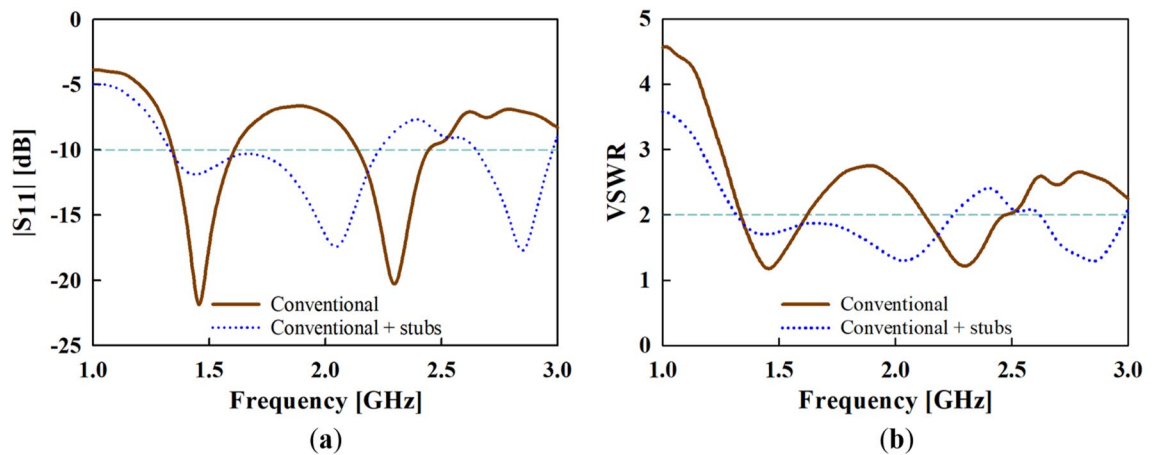 0
-5
-10
-15
-20
-25
|S11| [dB]
Conventional
Conventional + stubs
1.0 1.5 2.0 2.5 3.0
Frequency [GHz]
(a)
5
4
3
2
1
0
VSWR
Conventional
Conventional + stubs
1.0 1.5 2.0 2.5 3.0
Frequency [GHz]
(b)